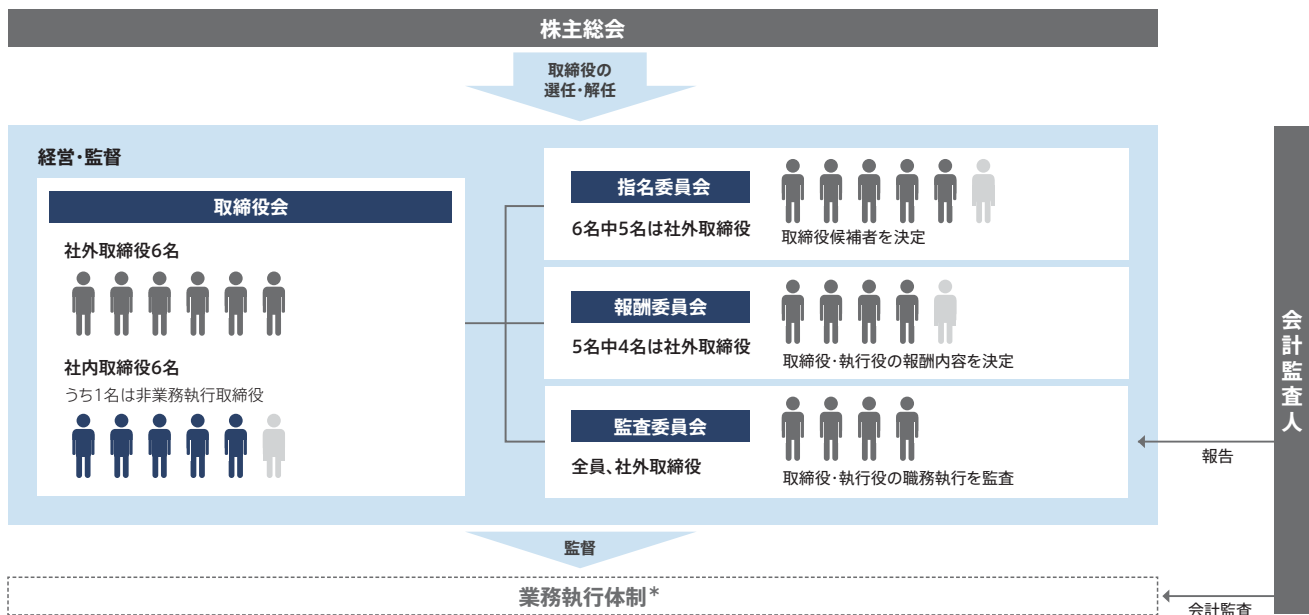 株主総会
取締役の
選任・解任
経営・監督
取締役会
社外取締役6名
社内取締役6名
うち1名は非業務執行取締役
指名委員会
6名中5名は社外取締役
取締役候補者を決定
報酬委員会
5名中4名は社外取締役
取締役・執行役の報酬内容を決定
監査委員会
全員、社外取締役
取締役・執行役の職務執行を監査
会計監査人
報告
監督
業務執行体制*
会計監査